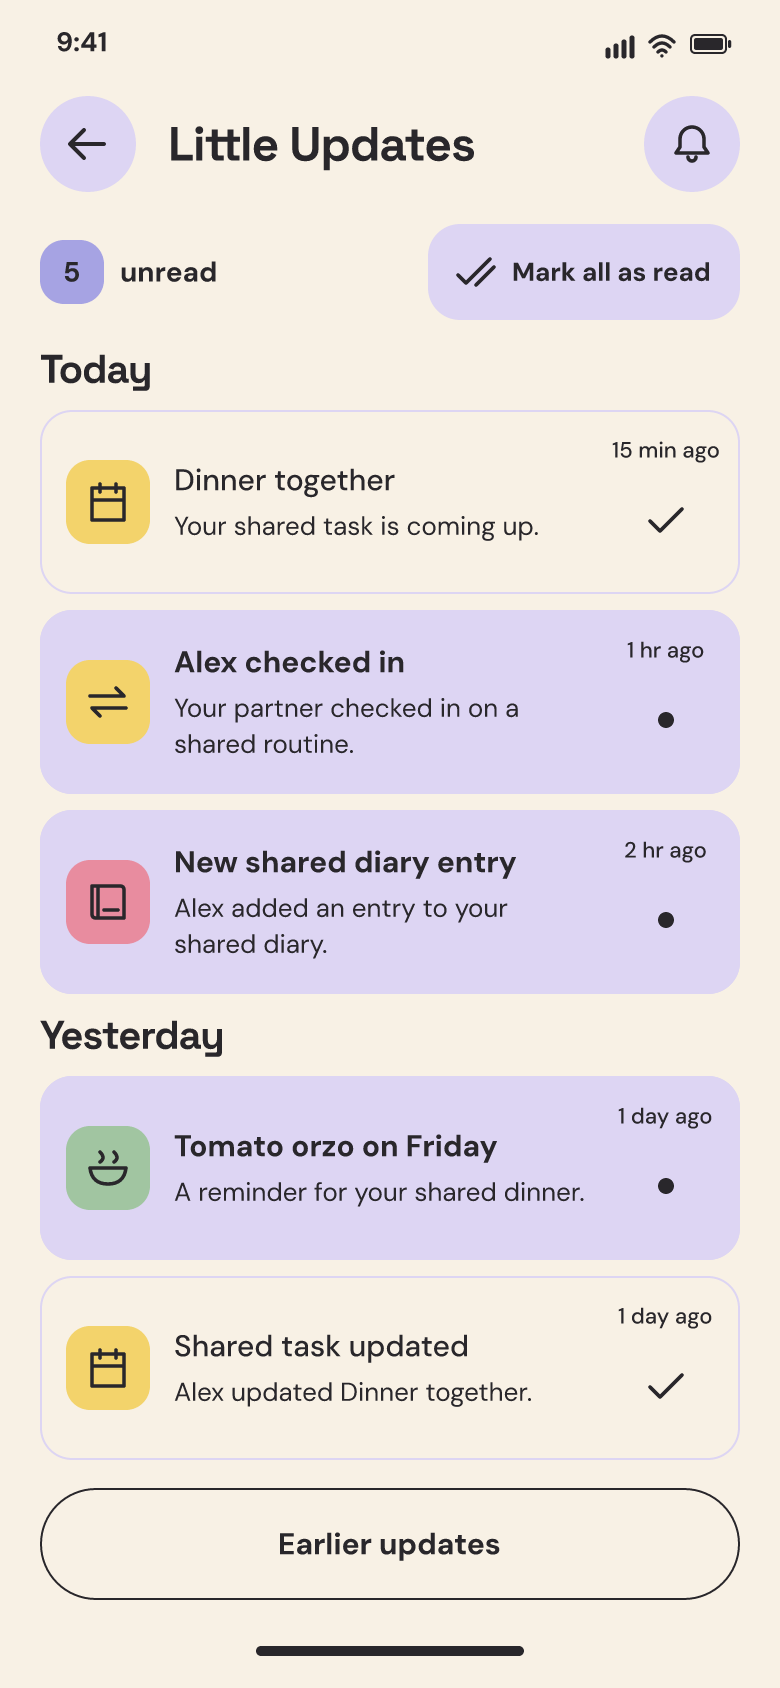 9:41
Little Updates
5 unread
Mark all as read
Today
15 min ago
Dinner together
Your shared task is coming up.
1 hr ago
Alex checked in
Your partner checked in on a
shared routine.
2 hr ago
New shared diary entry
Alex added an entry to your
shared diary.
Yesterday
1 day ago
Tomato orzo on Friday
A reminder for your shared dinner.
1 day ago
Shared task updated
Alex updated Dinner together.
Earlier updates